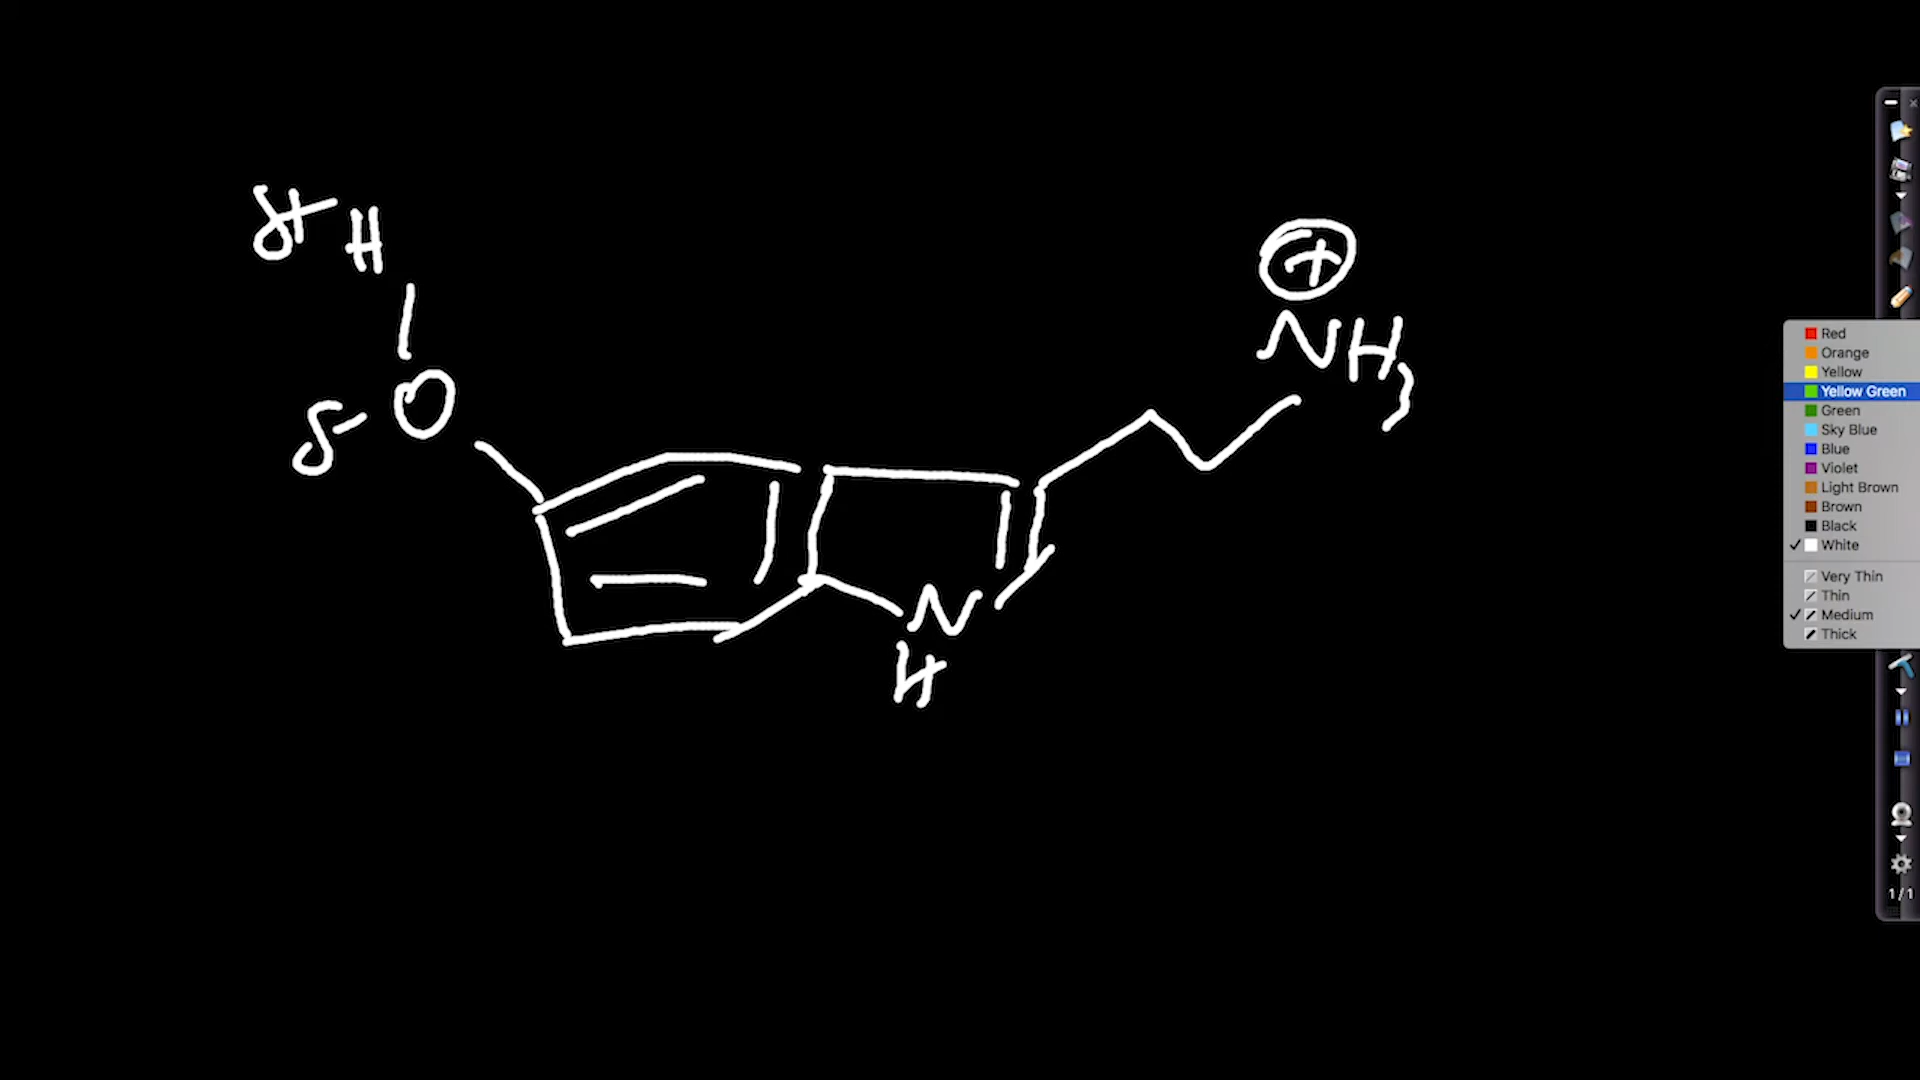 δ+ H
⊕
NH3
δ- O
N
H
Red
Orange
Yellow
Yellow Green
Green
Sky Blue
Blue
Violet
Light Brown
Brown
Black
✓ White
Very Thin
Thin
✓ Medium
Thick
1/1